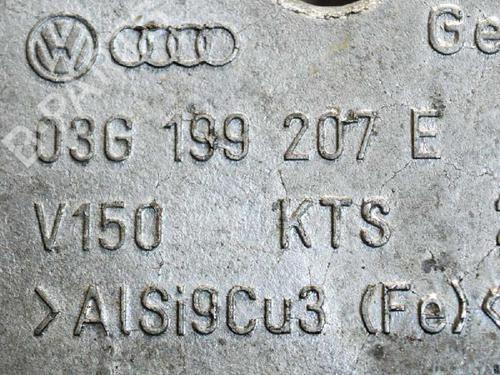 Ge
03G 199 207 E
V150 KTS
>AlSi9Cu3 (Fe)<